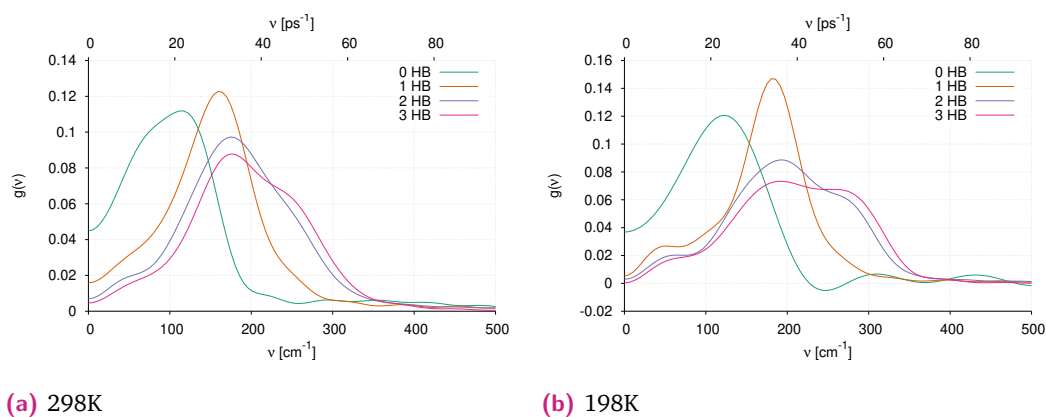 ν [ps⁻¹]
0 20 40 60 80
0.14
0.12
0.1
0.08
0.06
0.04
0.02
0
g(ν)
0 HB
1 HB
2 HB
3 HB
0 100 200 300 400 500
ν [cm⁻¹]
(a) 298K
ν [ps⁻¹]
0 20 40 60 80
0.16
0.14
0.12
0.1
0.08
0.06
0.04
0.02
0
-0.02
g(ν)
0 HB
1 HB
2 HB
3 HB
0 100 200 300 400 500
ν [cm⁻¹]
(b) 198K